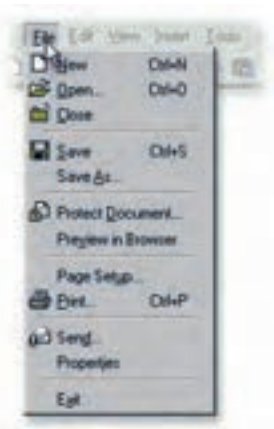 File Edit View Insert Tools
New Ctrl+N
Open... Ctrl+O
Close
Save Ctrl+S
Save As...
Protect Document...
Preview in Browser
Page Setup...
Print... Ctrl+P
Send...
Properties
Exit